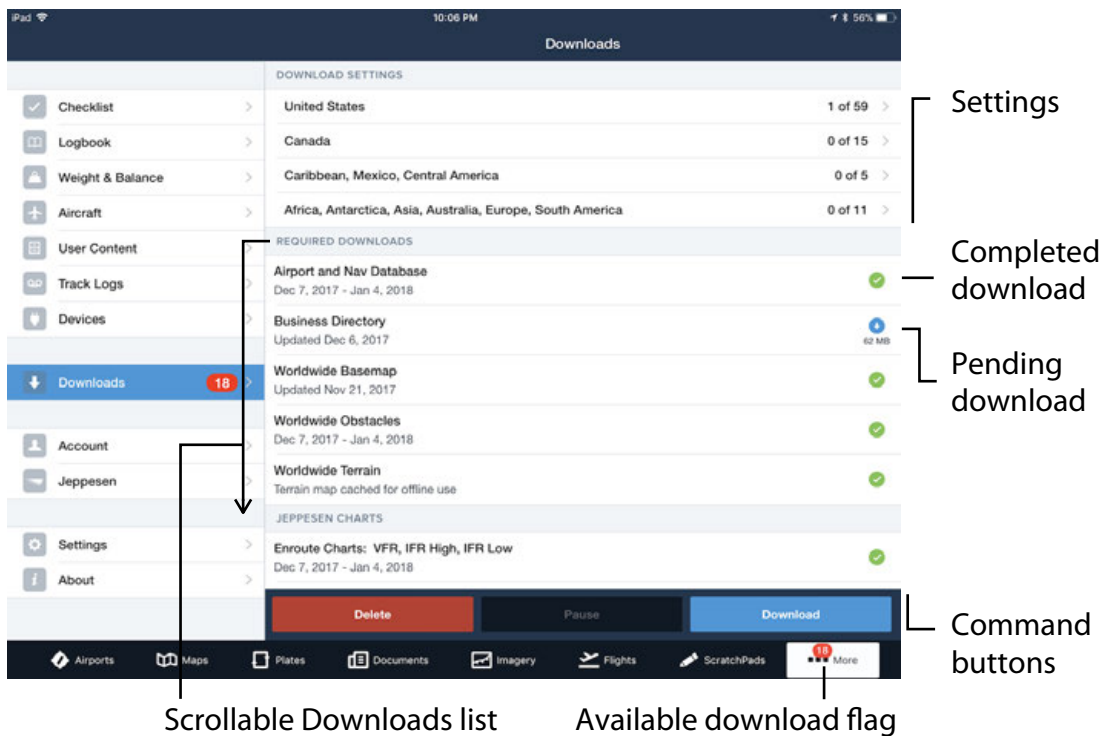 iPad
10:06 PM
56%
Downloads
Checklist
Logbook
Weight & Balance
Aircraft
User Content
Track Logs
Devices
Downloads 18
Account
Jeppesen
Settings
About
DOWNLOAD SETTINGS
United States 1 of 59
Canada 0 of 15
Caribbean, Mexico, Central America 0 of 5
Africa, Antarctica, Asia, Australia, Europe, South America 0 of 11
REQUIRED DOWNLOADS
Airport and Nav Database
Dec 7, 2017 - Jan 4, 2018
Business Directory
Updated Dec 6, 2017
62 MB
Worldwide Basemap
Updated Nov 21, 2017
Worldwide Obstacles
Dec 7, 2017 - Jan 4, 2018
Worldwide Terrain
Terrain map cached for offline use
JEPPESEN CHARTS
Enroute Charts: VFR, IFR High, IFR Low
Dec 7, 2017 - Jan 4, 2018
Delete Pause Download
Airports Maps Plates Documents Imagery Flights ScratchPads 18 More
Settings
Completed
download
Pending
download
Command
buttons
Scrollable Downloads list
Available download flag